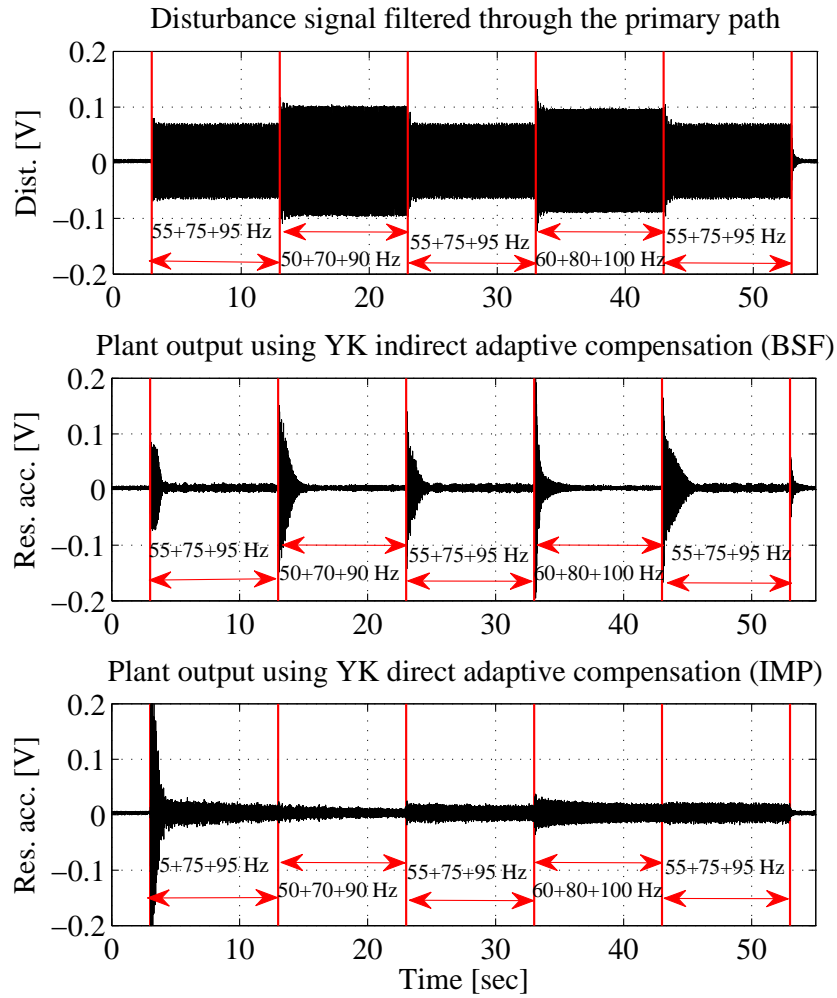 Disturbance signal filtered through the primary path
Dist. [V]
0.2
0.1
0
−0.1
−0.2
55+75+95 Hz
50+70+90 Hz
55+75+95 Hz
60+80+100 Hz
55+75+95 Hz
0 10 20 30 40 50
Plant output using YK indirect adaptive compensation (BSF)
Res. acc. [V]
0.2
0.1
0
−0.1
−0.2
55+75+95 Hz
50+70+90 Hz
55+75+95 Hz
60+80+100 Hz
55+75+95 Hz
0 10 20 30 40 50
Plant output using YK direct adaptive compensation (IMP)
Res. acc. [V]
0.2
0.1
0
−0.1
−0.2
5+75+95 Hz
50+70+90 Hz
55+75+95 Hz
60+80+100 Hz
55+75+95 Hz
0 10 20 30 40 50
Time [sec]